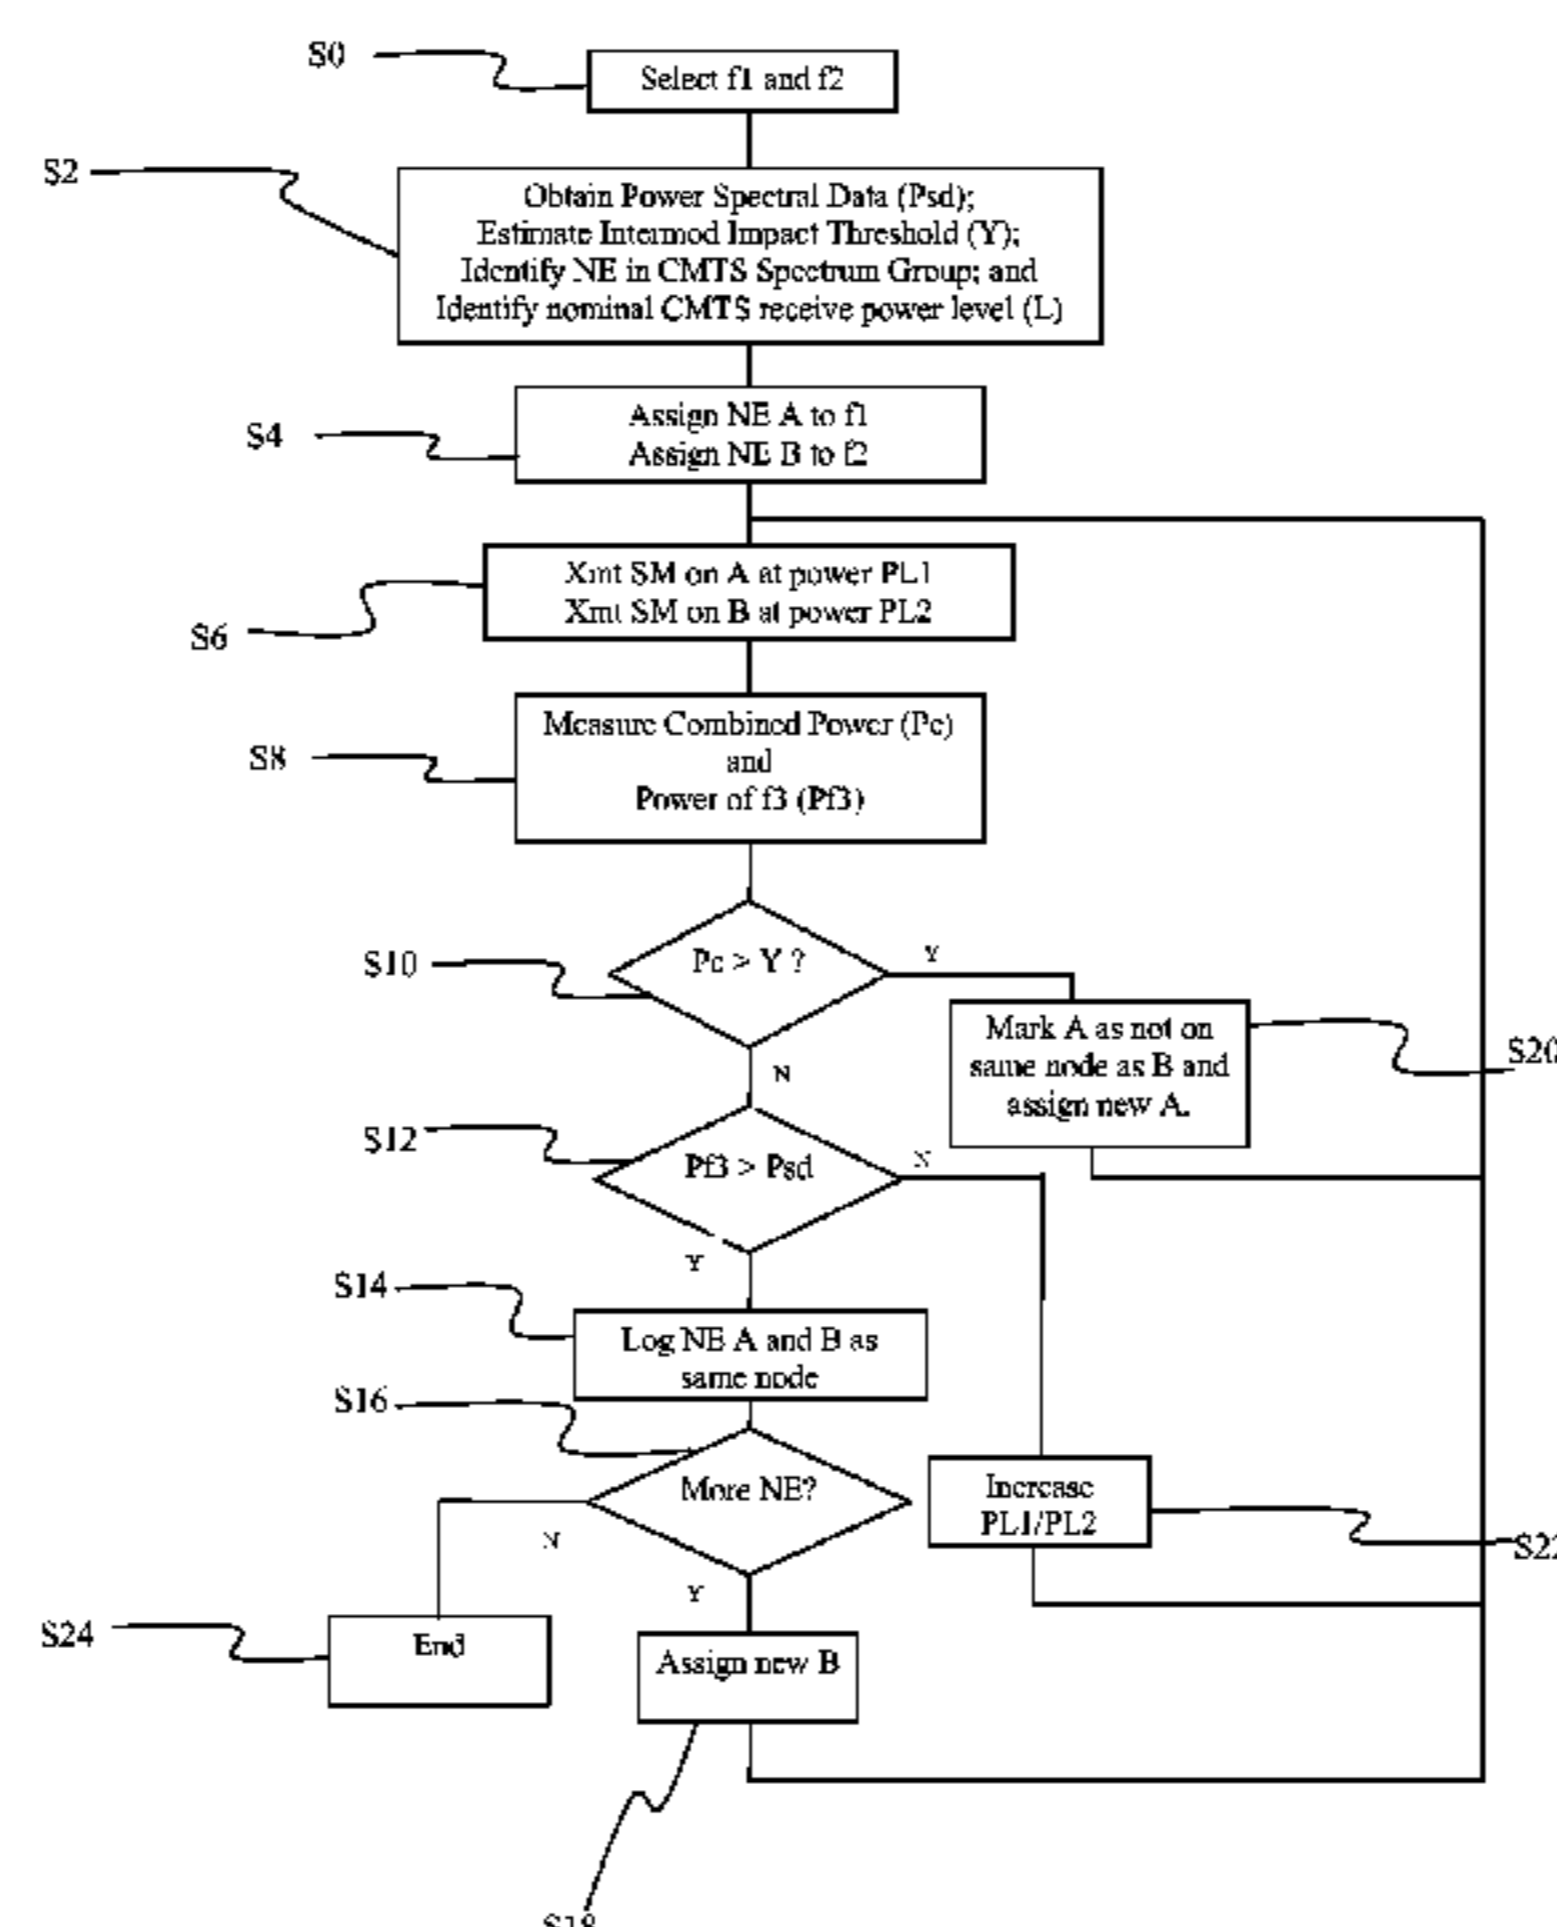 S0
Select f1 and f2
S2
Obtain Power Spectral Data (Psd);
Estimate Intermod Impact Threshold (Y);
Identify NE in CMTS Spectrum Group; and
Identify nominal CMTS receive power level (L)
S4
Assign NE A to f1
Assign NE B to f2
S6
Xmt SM on A at power PL1
Xmt SM on B at power PL2
S8
Measure Combined Power (Pc)
and
Power of f3 (Pf3)
S10
Pc > Y ?
Y
N
Mark A as not on
same node as B and
assign new A.
S20
S12
Pf3 > Psd
N
Y
S14
Log NE A and B as
same node
S16
More NE?
N
Y
Increase
PL1/PL2
S22
S24
End
Assign new B
S18